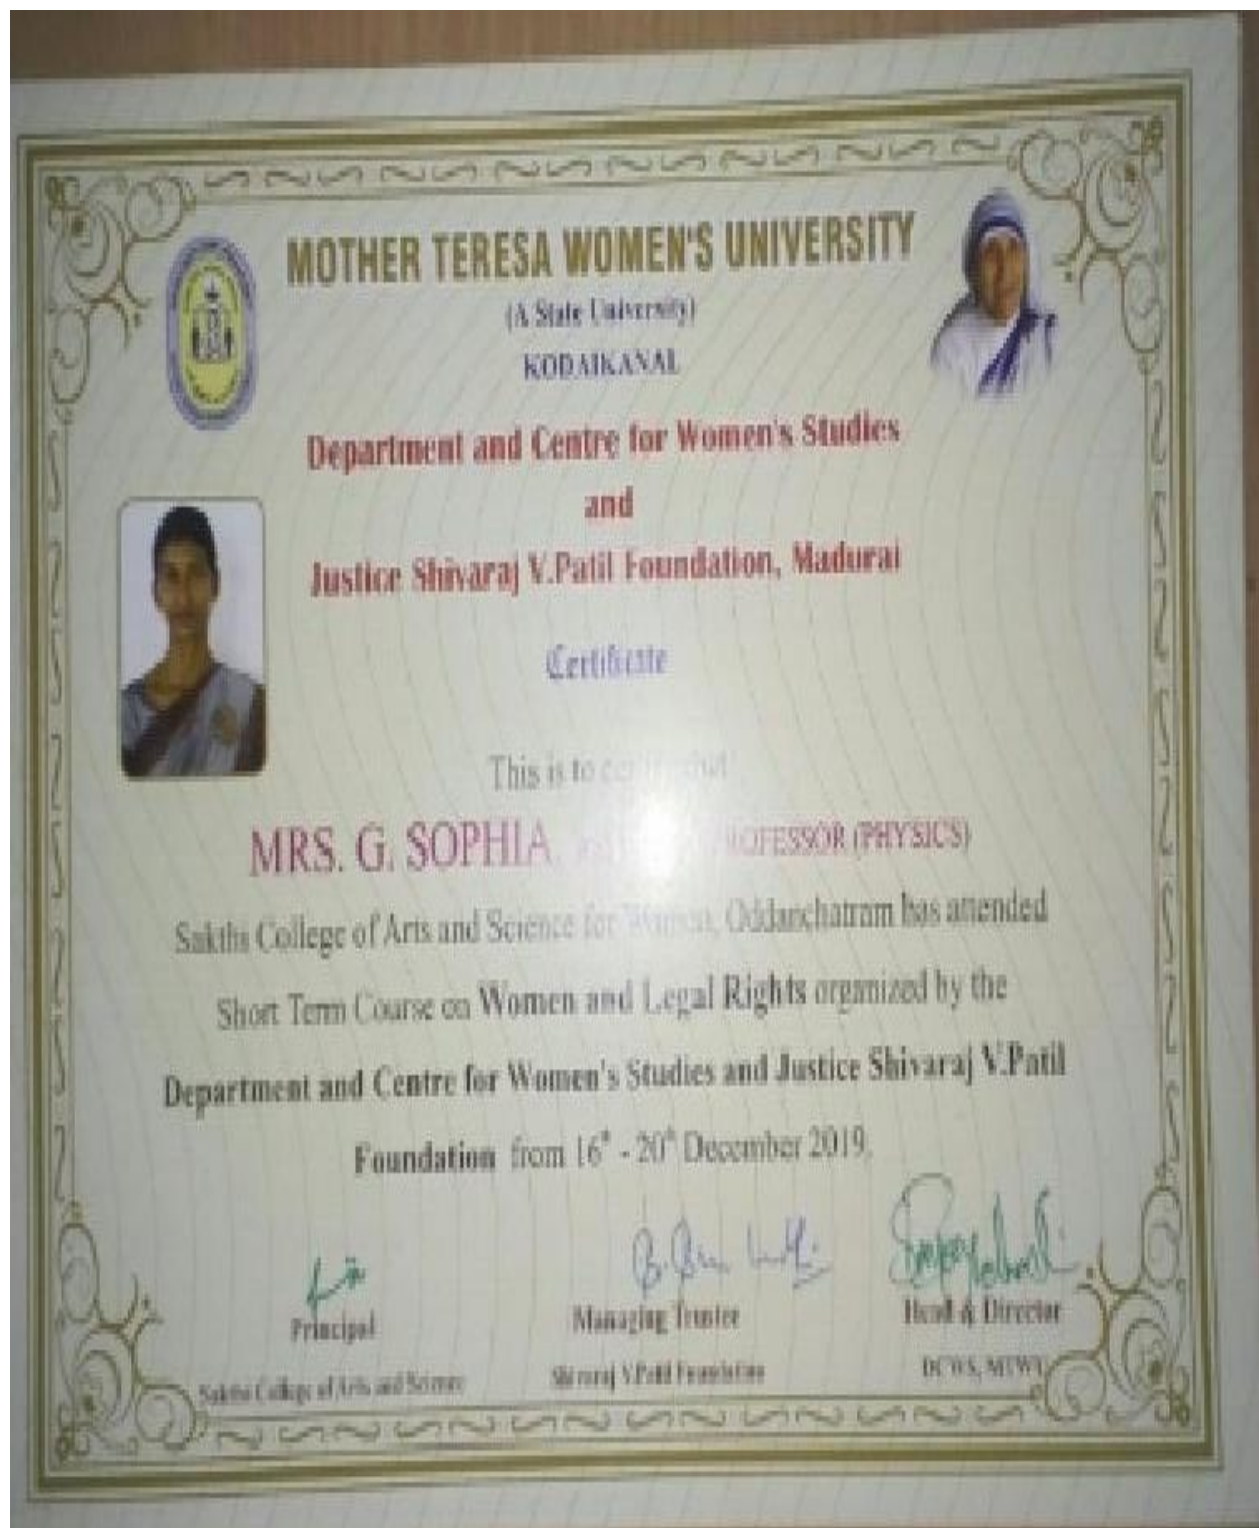 MOTHER TERESA WOMEN'S UNIVERSITY
(A State University)
KODAIKANAL
Department and Centre for Women's Studies
and
Justice Shivaraj V.Patil Foundation, Madurai
Certificate
This is to certify that
MRS. G. SOPHIA, PROFESSOR (PHYSICS)
Sakthi College of Arts and Science for Women, Oddanchatram has attended
Short Term Course on Women and Legal Rights organized by the
Department and Centre for Women's Studies and Justice Shivaraj V.Patil
Foundation from 16th - 20th December 2019.
Principal Managing Trustee Head & Director
Sakthi College of Arts and Science Shivaraj V.Patil Foundation DCWS, MTWU